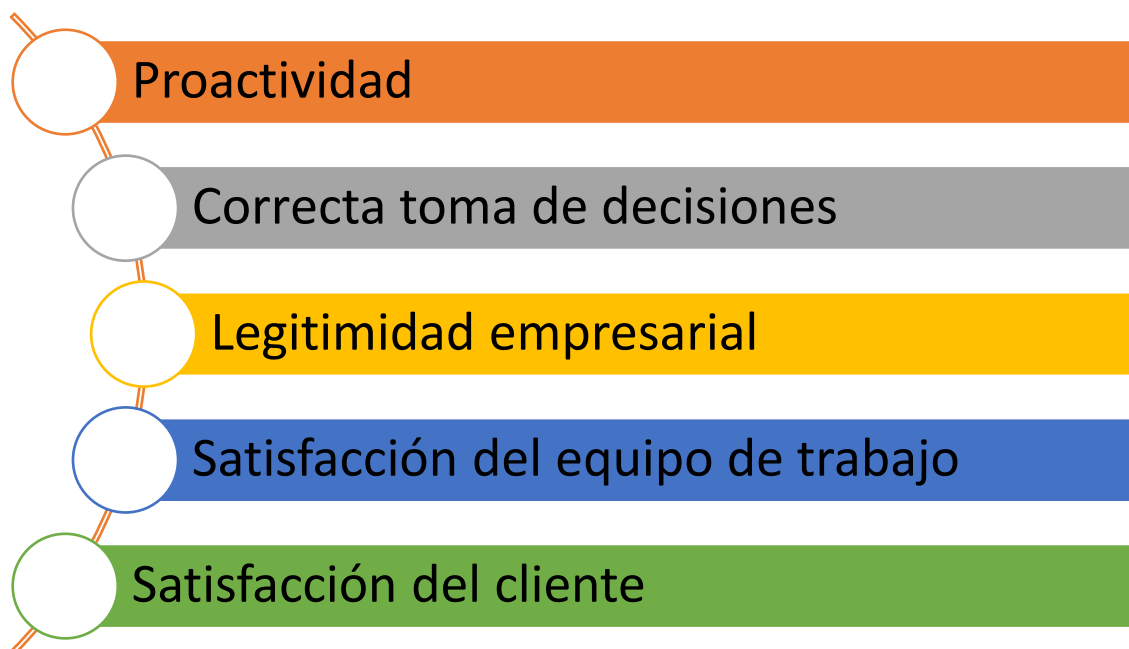 Proactividad
Correcta toma de decisiones
Legitimidad empresarial
Satisfacción del equipo de trabajo
Satisfacción del cliente